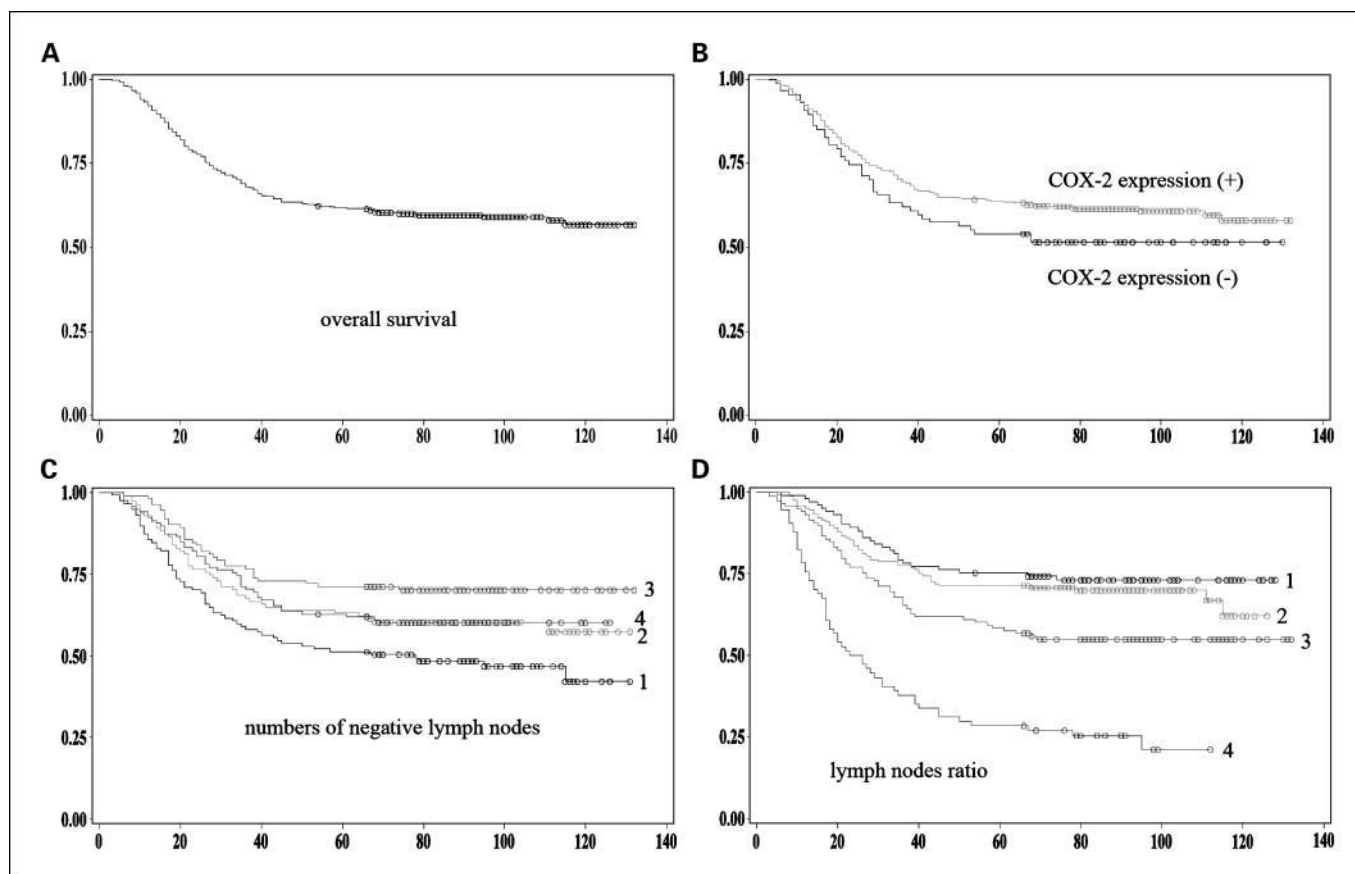 A
1.00
0.75
0.50
0.25
0.00
overall survival
0 20 40 60 80 100 120 140
B
1.00
0.75
0.50
0.25
0.00
COX-2 expression (+)
COX-2 expression (-)
0 20 40 60 80 100 120 140
C
1.00
0.75
0.50
0.25
0.00
3
4
2
1
numbers of negative lymph nodes
0 20 40 60 80 100 120 140
D
1.00
0.75
0.50
0.25
0.00
1
2
3
4
lymph nodes ratio
0 20 40 60 80 100 120 140